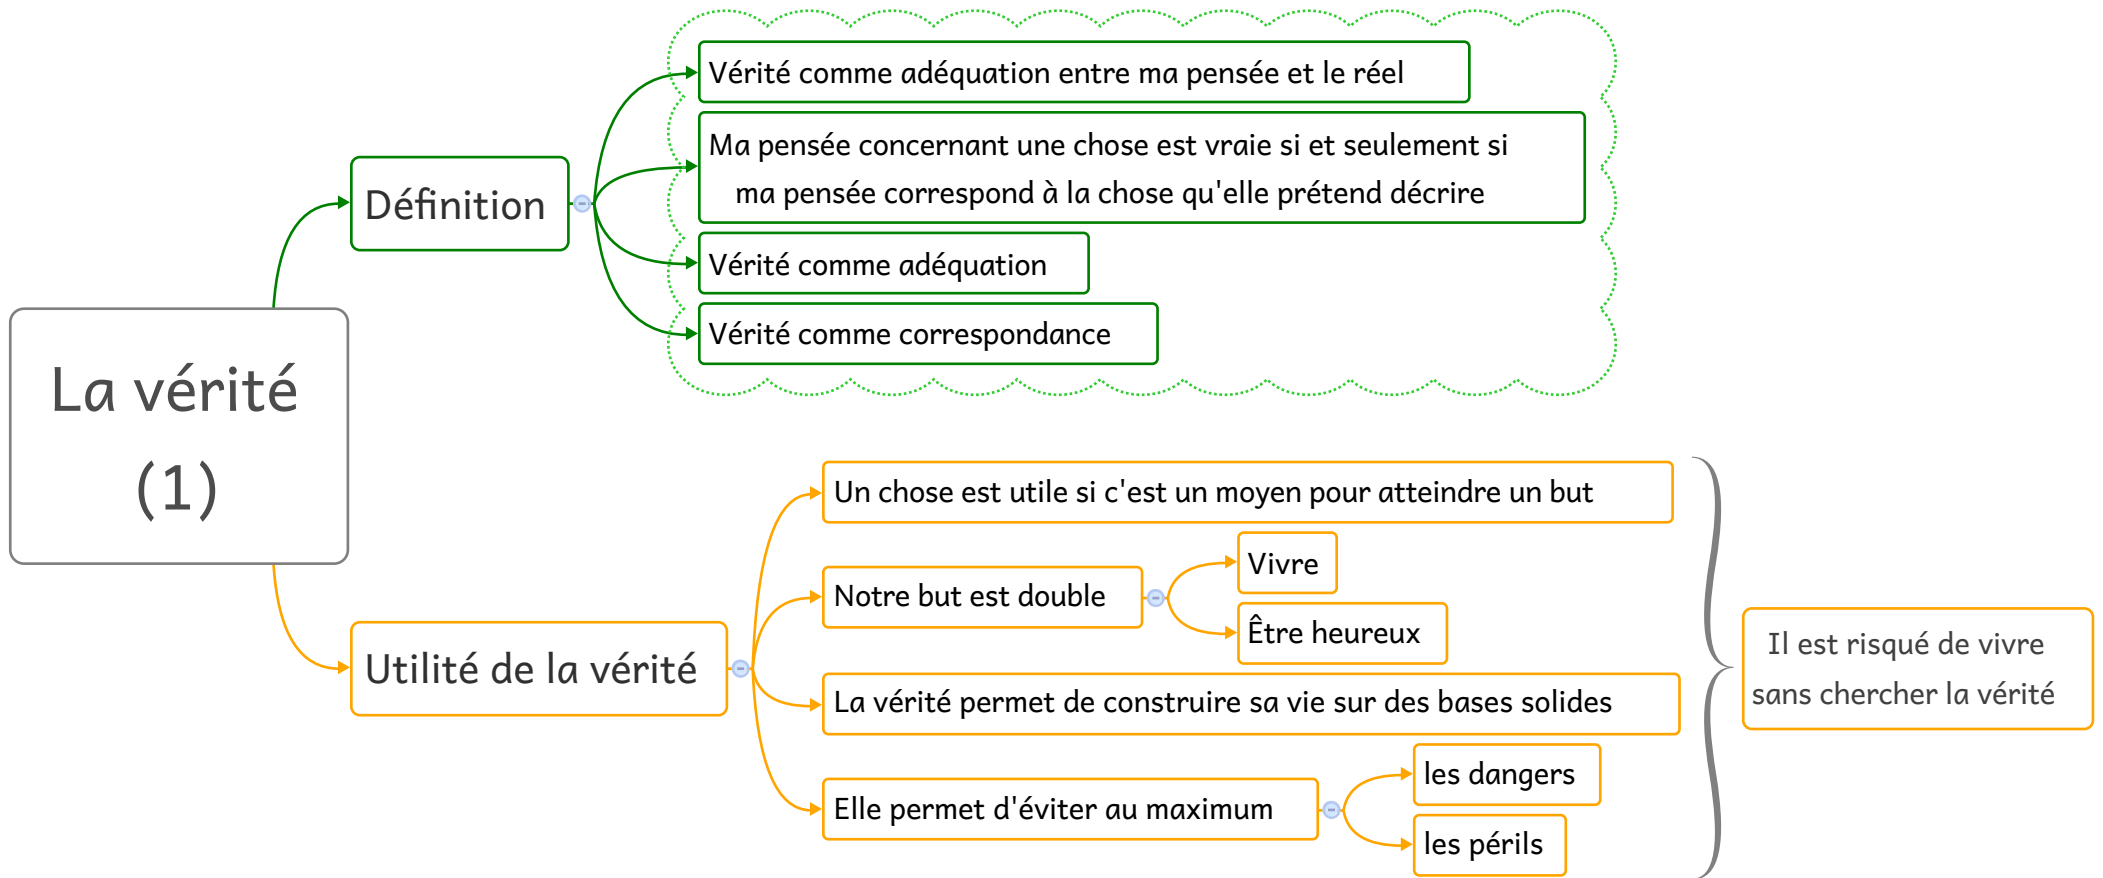 La vérité
(1)
Définition
Vérité comme adéquation entre ma pensée et le réel
Ma pensée concernant une chose est vraie si et seulement si
ma pensée correspond à la chose qu'elle prétend décrire
Vérité comme adéquation
Vérité comme correspondance
Utilité de la vérité
Un chose est utile si c'est un moyen pour atteindre un but
Notre but est double
Vivre
Être heureux
La vérité permet de construire sa vie sur des bases solides
Elle permet d'éviter au maximum
les dangers
les périls
Il est risqué de vivre
sans chercher la vérité